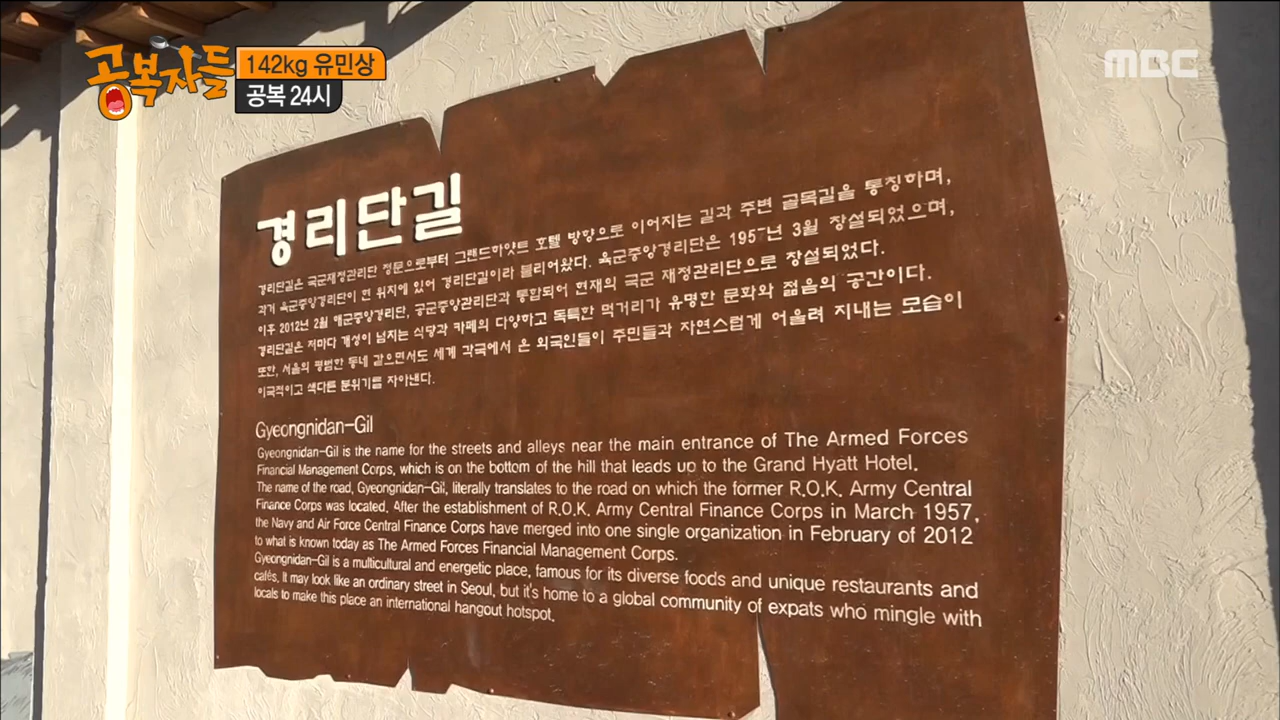 공복자들
142kg 유민상
공복 24시
MBC
경리단길
경리단길은 국군재정관리단 정문으로부터 그랜드하얏트 호텔 방향으로 이어지는 길과 주변 골목길을 통칭하며,
과거 육군중앙경리단이 현 위치에 있어 경리단길이라 불리어왔다. 육군중앙경리단은 1957년 3월 창설되었으며,
이후 2012년 2월 해군중앙경리단, 공군중앙관리단과 통합되어 현재의 국군 재정관리단으로 창설되었다.
경리단길은 저마다 개성이 넘치는 식당과 카페의 다양하고 독특한 먹거리가 유명한 문화와 젊음의 공간이다.
또한, 서울의 평범한 동네 같으면서도 세계 각국에서 온 외국인들이 주민들과 자연스럽게 어울려 지내는 모습이
이국적이고 색다른 분위기를 자아낸다.
Gyeongnidan-Gil
Gyeongnidan-Gil is the name for the streets and alleys near the main entrance of The Armed Forces
Financial Management Corps, which is on the bottom of the hill that leads up to the Grand Hyatt Hotel.
The name of the road, Gyeongnidan-Gil, literally translates to the road on which the former R.O.K. Army Central
Finance Corps was located. After the establishment of R.O.K. Army Central Finance Corps in March 1957,
the Navy and Air Force Central Finance Corps have merged into one single organization in February of 2012
to what is known today as The Armed Forces Financial Management Corps.
Gyeongnidan-Gil is a multicultural and energetic place, famous for its diverse foods and unique restaurants and
cafés. It may look like an ordinary street in Seoul, but it's home to a global community of expats who mingle with
locals to make this place an international hangout hotspot.